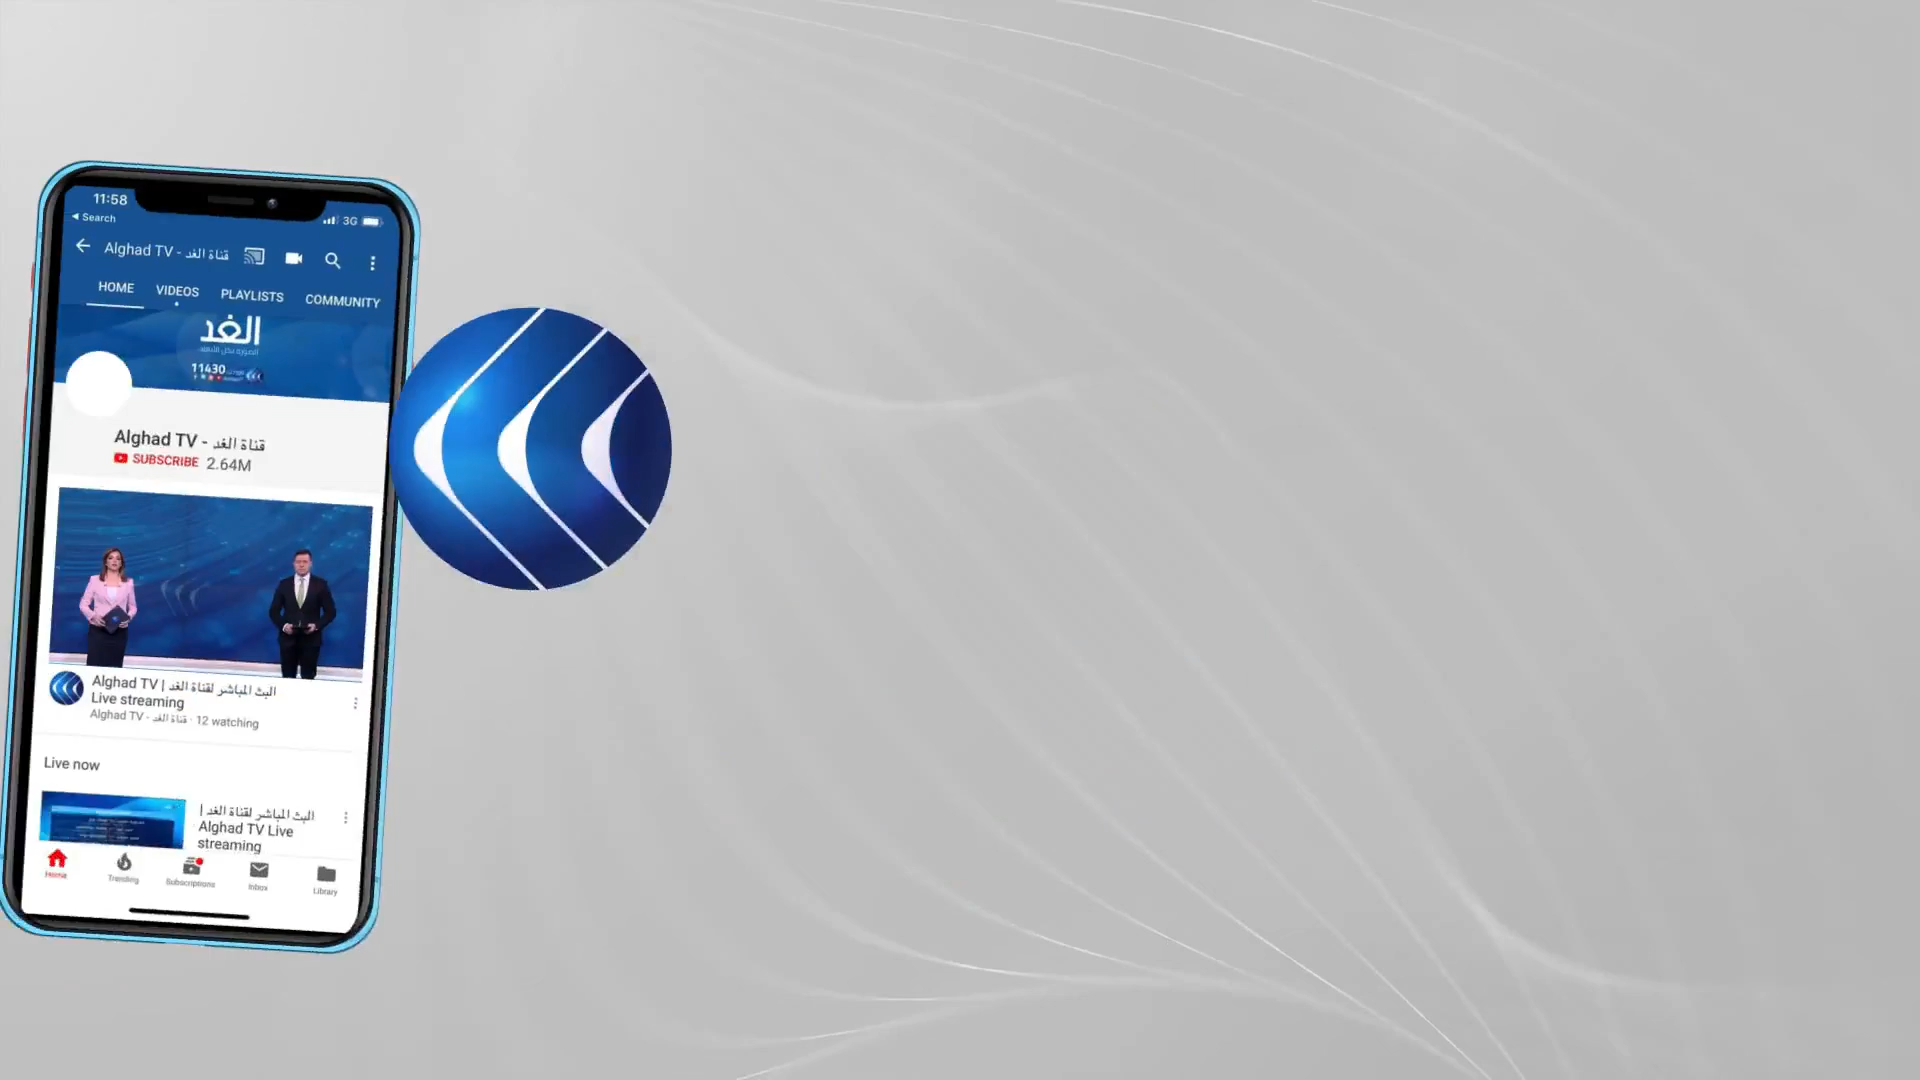 11:58
Search
3G
Alghad TV - قناة الغد
HOME VIDEOS PLAYLISTS COMMUNITY
الغد
11430
Alghad TV - قناة الغد
SUBSCRIBE 2.64M
Alghad TV | البث المباشر لقناة الغد
Live streaming
Alghad TV - قناة الغد · 12 watching
Live now
البث المباشر لقناة الغد |
Alghad TV Live
streaming
Home Trending Subscriptions Inbox Library